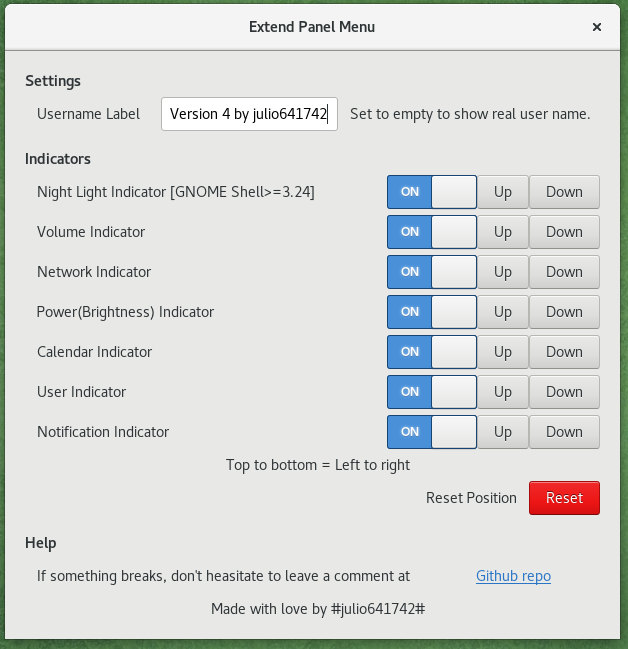 Extend Panel Menu ×
Settings
Username Label Version 4 by julio641742 Set to empty to show real user name.
Indicators
Night Light Indicator [GNOME Shell>=3.24] ON Up Down
Volume Indicator ON Up Down
Network Indicator ON Up Down
Power(Brightness) Indicator ON Up Down
Calendar Indicator ON Up Down
User Indicator ON Up Down
Notification Indicator ON Up Down
Top to bottom = Left to right
Reset Position Reset
Help
If something breaks, don't heasitate to leave a comment at Github repo
Made with love by #julio641742#